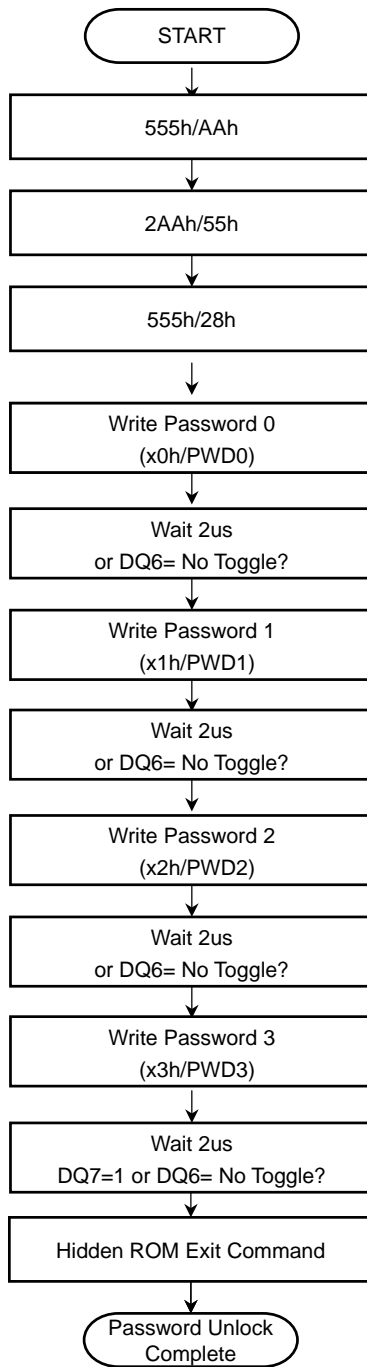 START
555h/AAh
2AAh/55h
555h/28h
Write Password 0
(x0h/PWD0)
Wait 2us
or DQ6= No Toggle?
Write Password 1
(x1h/PWD1)
Wait 2us
or DQ6= No Toggle?
Write Password 2
(x2h/PWD2)
Wait 2us
or DQ6= No Toggle?
Write Password 3
(x3h/PWD3)
Wait 2us
DQ7=1 or DQ6= No Toggle?
Hidden ROM Exit Command
Password Unlock
Complete